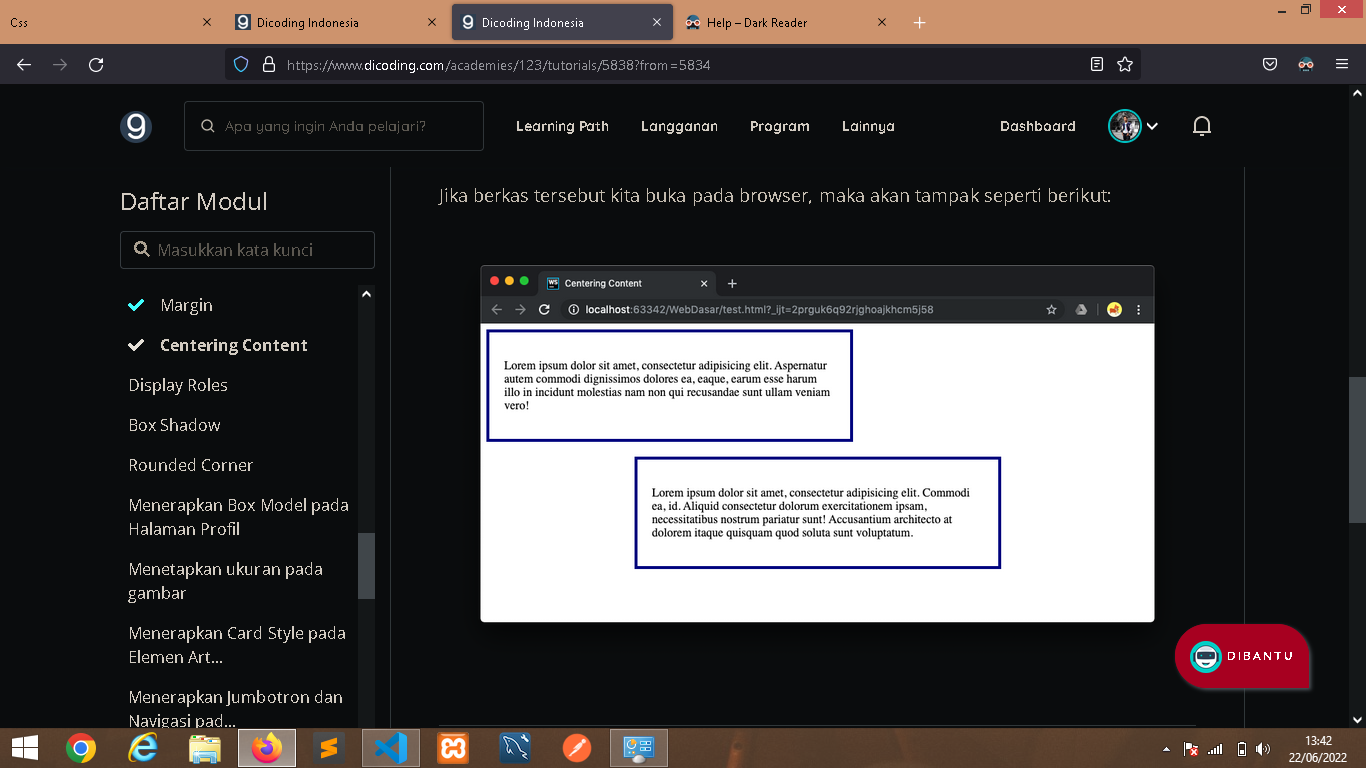 Css
Dicoding Indonesia
Dicoding Indonesia
Help – Dark Reader
https://www.dicoding.com/academies/123/tutorials/5838?from=5834
Apa yang ingin Anda pelajari?
Learning Path
Langganan
Program
Lainnya
Dashboard
Daftar Modul
Masukkan kata kunci
Margin
Centering Content
Display Roles
Box Shadow
Rounded Corner
Menerapkan Box Model pada
Halaman Profil
Menetapkan ukuran pada
gambar
Menerapkan Card Style pada
Elemen Art...
Menerapkan Jumbotron dan
Navigasi pad...
Jika berkas tersebut kita buka pada browser, maka akan tampak seperti berikut:
WS
Centering Content
localhost:63342/WebDasar/test.html?_ijt=2prguk6q92rjghoajkhcm5j58
Lorem ipsum dolor sit amet, consectetur adipisicing elit. Aspernatur
autem commodi dignissimos dolores ea, eaque, earum esse harum
illo in incidunt molestias nam non qui recusandae sunt ullam veniam
vero!
Lorem ipsum dolor sit amet, consectetur adipisicing elit. Commodi
ea, id. Aliquid consectetur dolorum exercitationem ipsam,
necessitatibus nostrum pariatur sunt! Accusantium architecto at
dolorem itaque quisquam quod soluta sunt voluptatum.
DIBANTU
13:42
22/06/2022